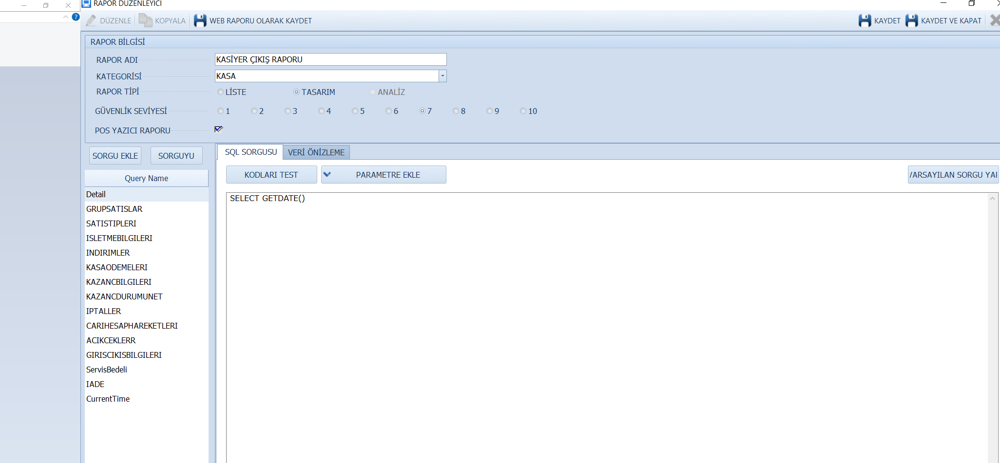 RAPOR DÜZENLEYİCİ
DÜZENLE KOPYALA WEB RAPORU OLARAK KAYDET KAYDET KAYDET VE KAPAT
RAPOR BİLGİSİ
RAPOR ADI KASİYER ÇIKIŞ RAPORU
KATEGORİSİ KASA
RAPOR TİPİ LİSTE TASARIM ANALİZ
GÜVENLİK SEVİYESİ 1 2 3 4 5 6 7 8 9 10
POS YAZICI RAPORU
SORGU EKLE SORGUYU
SQL SORGUSU VERİ ÖNİZLEME
KODLARI TEST PARAMETRE EKLE SORGU
Query Name
SELECT GETDATE()
Detail
GRUPSATISLAR
SATISTIPLERI
ISLETMEBILGILERI
INDIRIMLER
KASAODEMELERI
KAZANCBILGILERI
KAZANCDURUMUNET
IPTALLER
CARIHESAPHAREKETLERI
ACIKCEKLERR
GIRISCIKISBILGILERI
ServisBedeli
IADE
CurrentTime